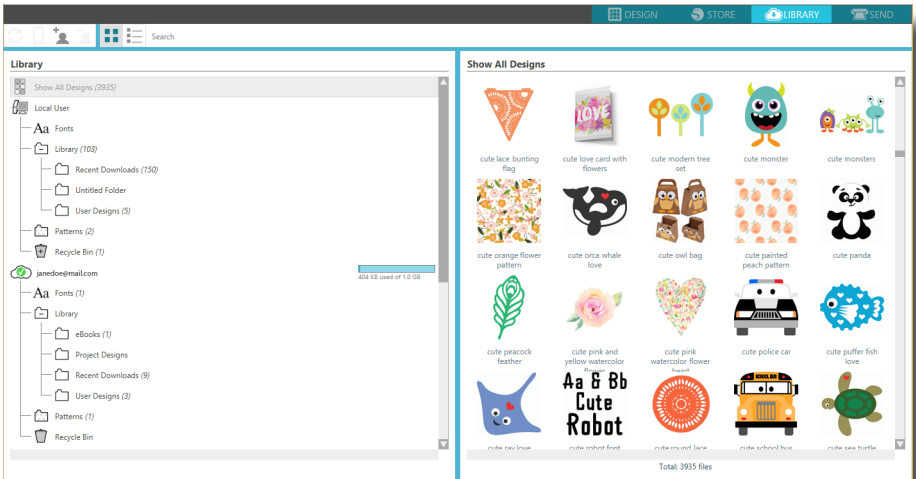 DESIGN
STORE
LIBRARY
SEND
Search
Library
Show All Designs (3935)
Local User
Aa Fonts
Library (103)
Recent Downloads (150)
Untitled Folder
User Designs (5)
Patterns (2)
Recycle Bin (1)
janedoe@mail.com
404 KB used of 1.0 GB
Aa Fonts (1)
Library
eBooks (1)
Project Designs
Recent Downloads (9)
User Designs (3)
Patterns (1)
Recycle Bin
Show All Designs
LOVE
cute lace bunting
flag
cute love card with
flowers
cute modern tree
set
cute monster
cute monsters
cute orange flower
pattern
cute orca whale
love
cute owl bag
cute painted
peach pattern
cute panda
cute peacock
feather
cute pink and
yellow watercolor
flower
cute pink
watercolor flower
heart
cute police car
cute puffer fish
love
Aa & Bb
Cute
Robot
SCHOOL BUS
cute ray love
cute robot font
cute round lace
cute school bus
cute sea turtle
Total: 3935 files